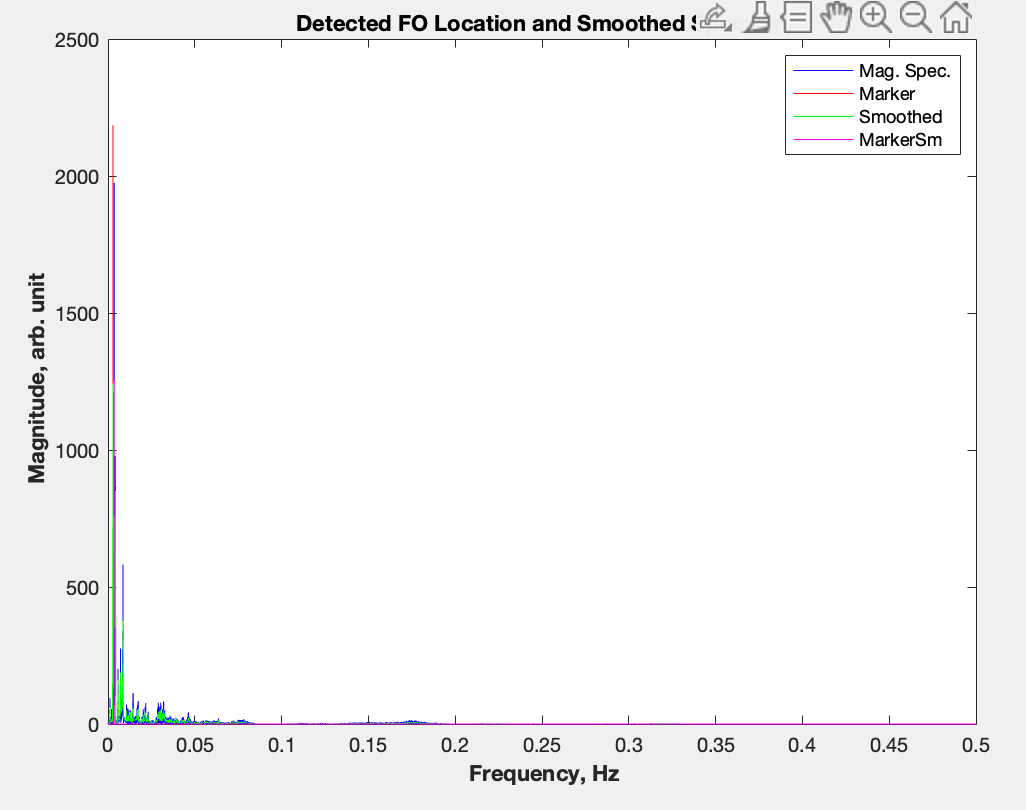 Detected FO Location and Smoothed
2500
2000
1500
1000
500
0
Magnitude, arb. unit
Mag. Spec.
Marker
Smoothed
MarkerSm
0 0.05 0.1 0.15 0.2 0.25 0.3 0.35 0.4 0.45 0.5
Frequency, Hz